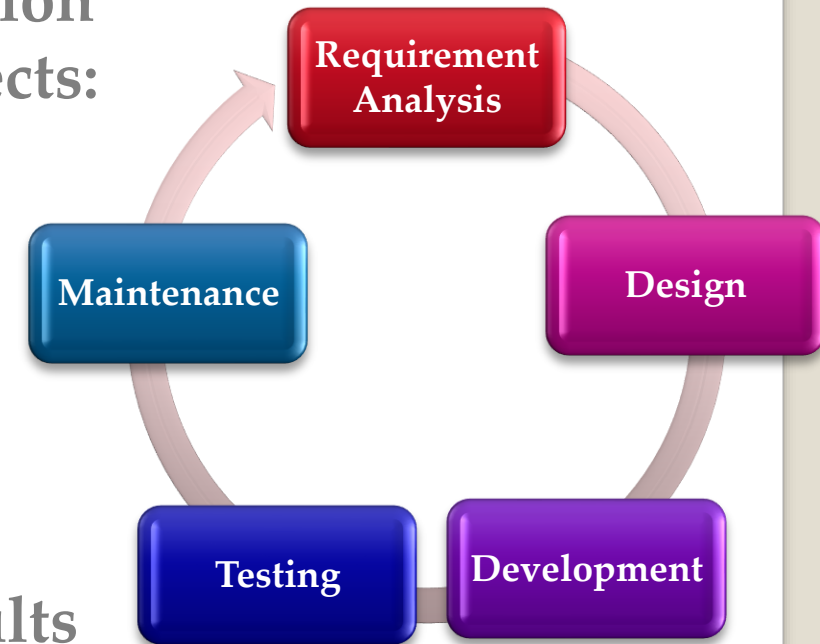 Requirement
Analysis
Maintenance
Design
Testing
Development